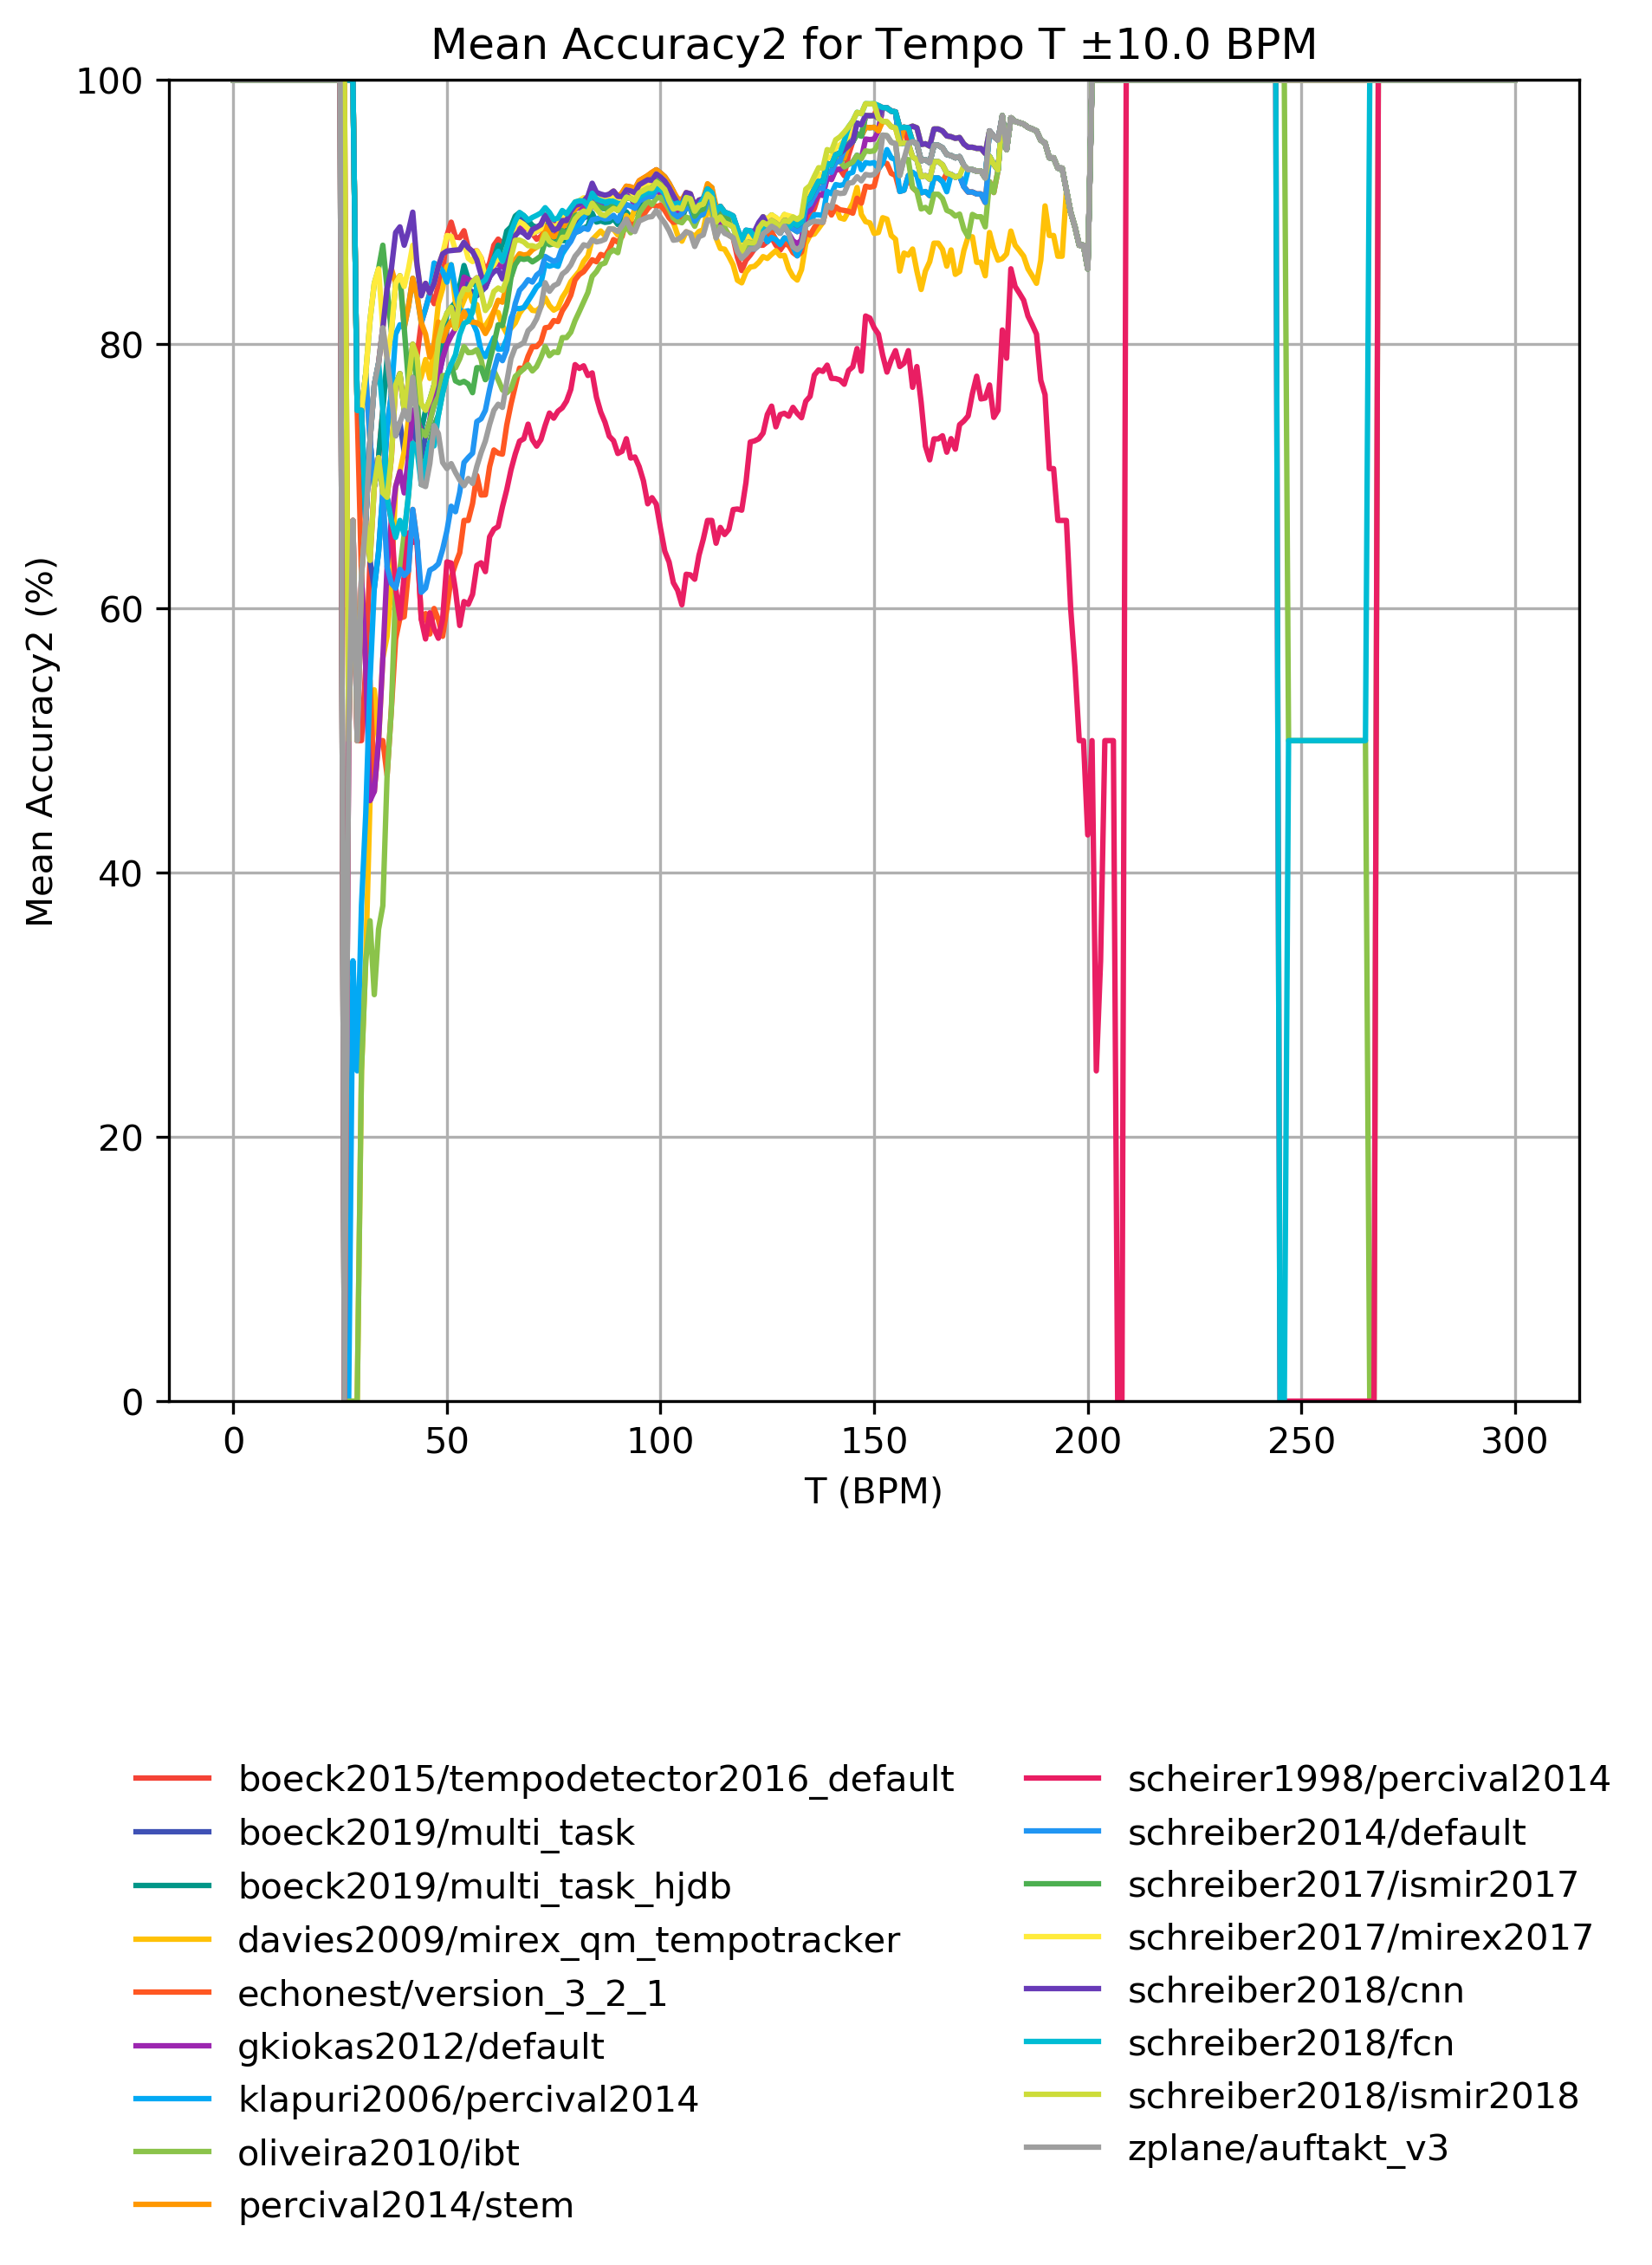 Mean Accuracy2 for Tempo T ±10.0 BPM
100
80
60
40
20
0
Mean Accuracy2 (%)
0 50 100 150 200 250 300
T (BPM)
boeck2015/tempodetector2016_default
boeck2019/multi_task
boeck2019/multi_task_hjdb
davies2009/mirex_qm_tempotracker
echonest/version_3_2_1
gkiokas2012/default
klapuri2006/percival2014
oliveira2010/ibt
percival2014/stem
scheirer1998/percival2014
schreiber2014/default
schreiber2017/ismir2017
schreiber2017/mirex2017
schreiber2018/cnn
schreiber2018/fcn
schreiber2018/ismir2018
zplane/auftakt_v3